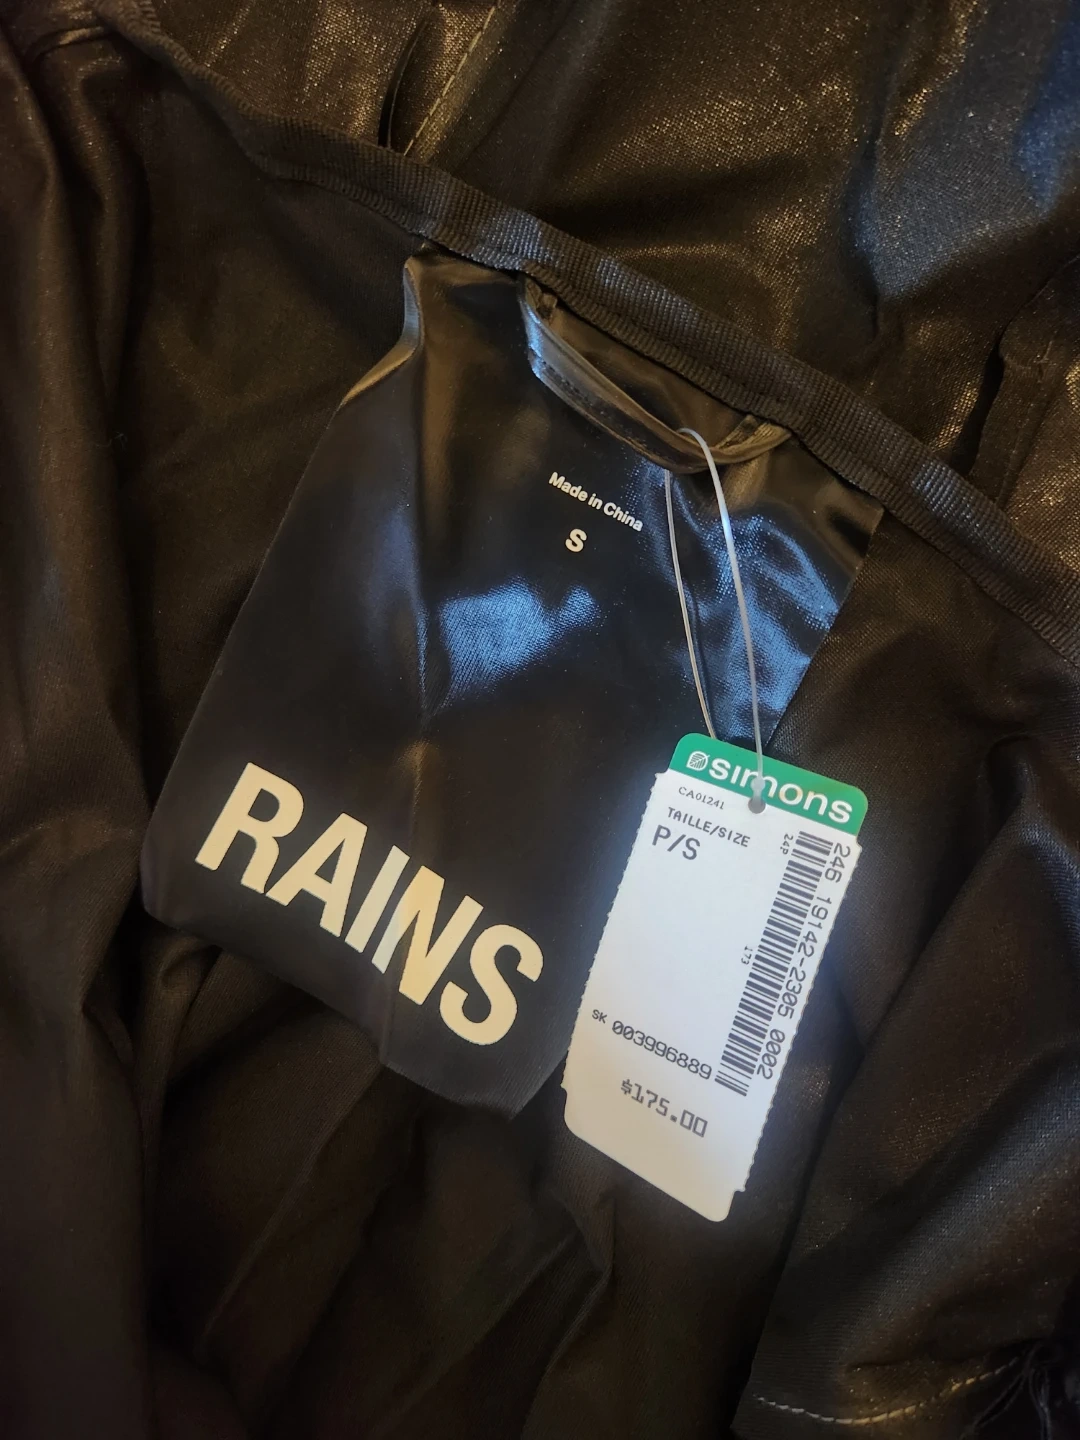 Made in China
S
RAINS
simons
CA01241
TAILLE/SIZE
P/S
24P
246 19142-2305 0002
173
SK 003996889
$175.00